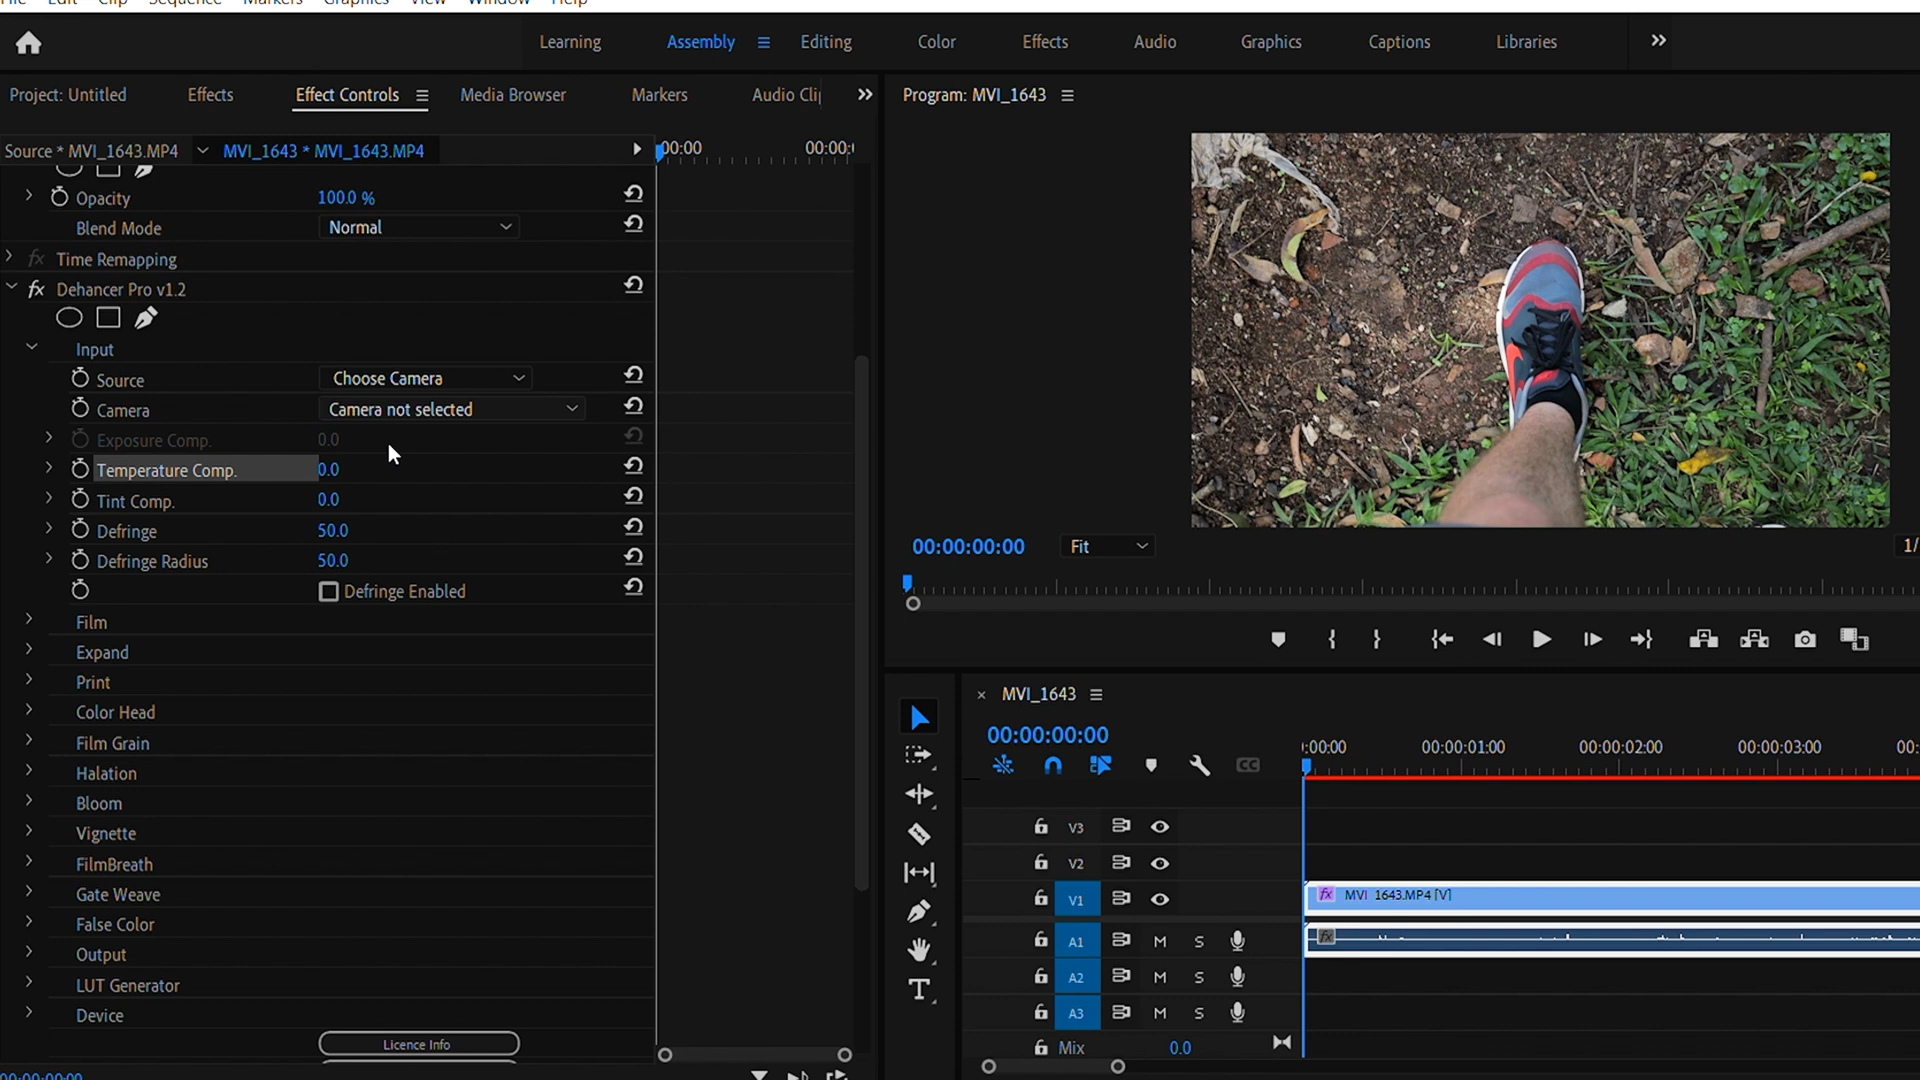 File Edit Clip Sequence Markers Graphics View Window Help
Learning Assembly Editing Color Effects Audio Graphics Captions Libraries
Project: Untitled Effects Effect Controls Media Browser Markers Audio Cli
Program: MVI_1643
Source * MVI_1643.MP4 MVI_1643 * MVI_1643.MP4
:00:00 00:00:
Opacity 100.0 %
Blend Mode Normal
fx Time Remapping
fx Dehancer Pro v1.2
Input
Source Choose Camera
Camera Camera not selected
Exposure Comp. 0.0
Temperature Comp. 0.0
Tint Comp. 0.0
Defringe 50.0
Defringe Radius 50.0
Defringe Enabled
Film
Expand
Print
Color Head
Film Grain
Halation
Bloom
Vignette
FilmBreath
Gate Weave
False Color
Output
LUT Generator
Device
Licence Info
00:00:00:00
00:00:00:00 Fit 1/
MVI_1643
00:00:00:00
:00:00 00:00:01:00 00:00:02:00 00:00:03:00 00:
CC
V3
V2
V1 fx MVI_1643.MP4 [V]
A1 M S fx
A2 M S
A3 M S
Mix 0.0